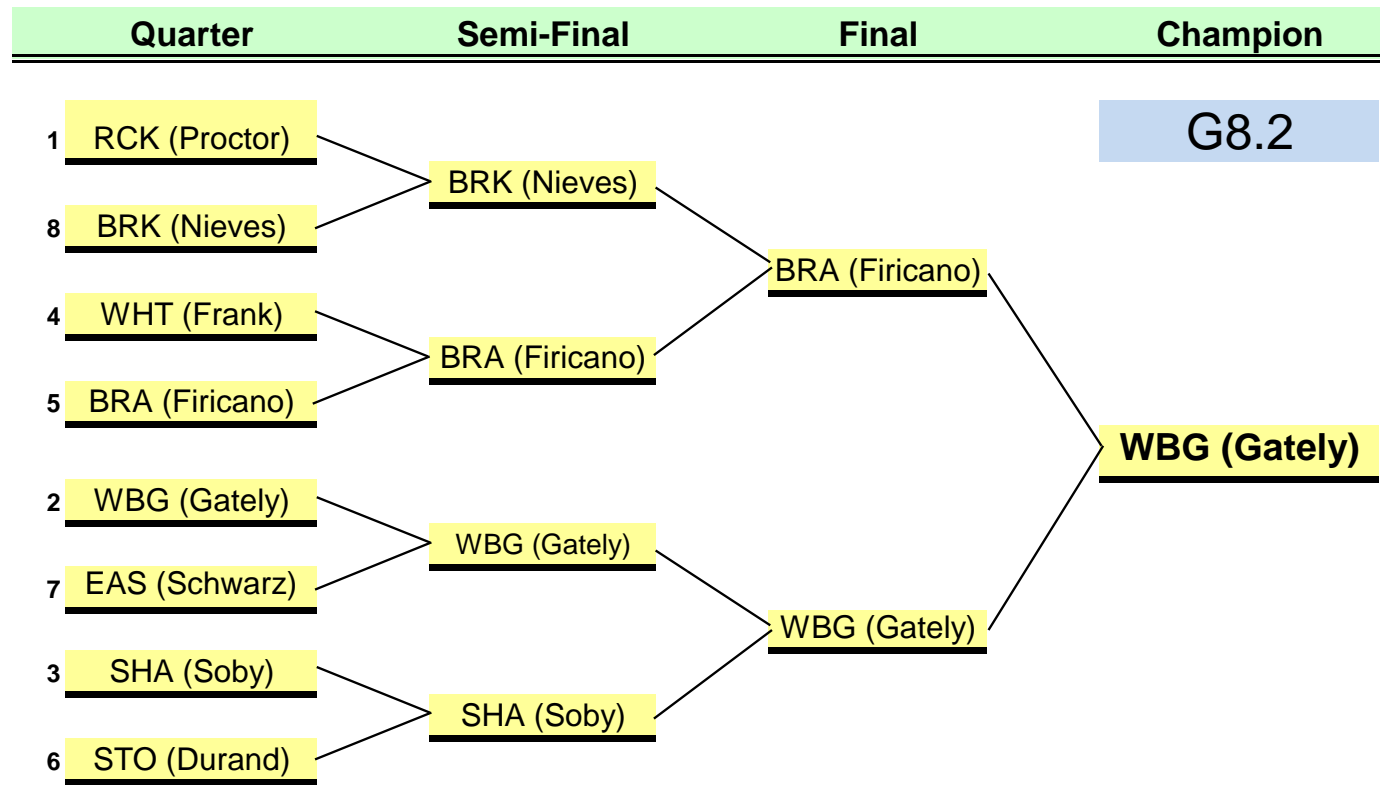 Quarter Semi-Final Final Champion
1 RCK (Proctor)
G8.2
BRK (Nieves)
8 BRK (Nieves)
BRA (Firicano)
4 WHT (Frank)
BRA (Firicano)
5 BRA (Firicano)
WBG (Gately)
2 WBG (Gately)
WBG (Gately)
7 EAS (Schwarz)
WBG (Gately)
3 SHA (Soby)
SHA (Soby)
6 STO (Durand)